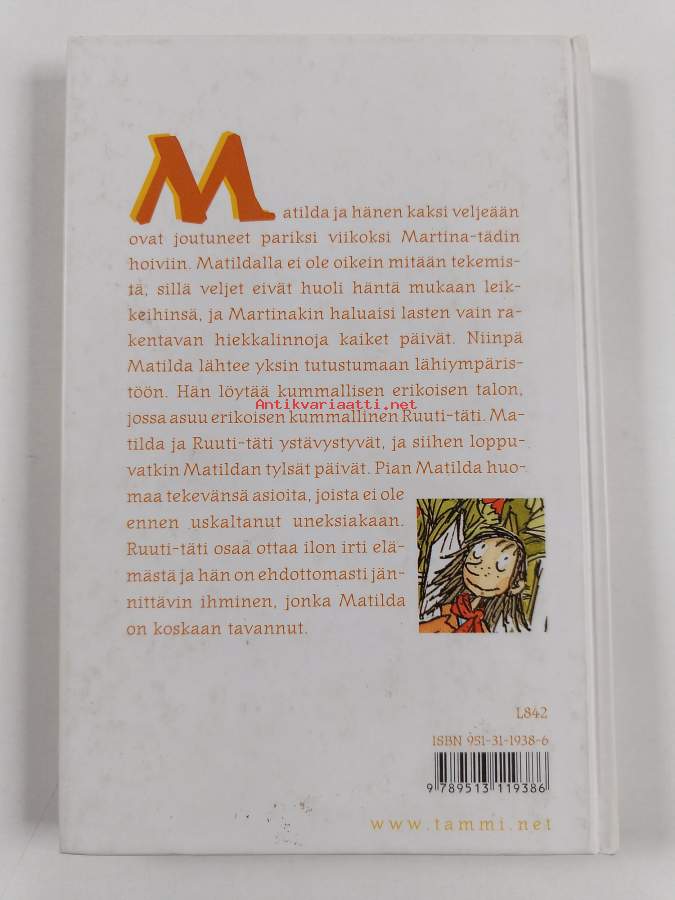 Matilda ja hänen kaksi veljeään
ovat joutuneet pariksi viikoksi Martina-tädin
hoiviin. Matildalla ei ole oikein mitään tekemis-
tä, sillä veljet eivät huoli häntä mukaan leik-
keihinsä, ja Martinakin haluaisi lasten vain ra-
kentavan hiekkalinnoja kaiket päivät. Niinpä
Matilda lähtee yksin tutustumaan lähiympäris-
töön. Hän löytää kummallisen erikoisen talon,
Antikvariaatti.net
jossa asuu erikoisen kummallinen Ruuti-täti. Ma-
tilda ja Ruuti-täti ystävystyvät, ja siihen loppu-
vatkin Matildan tylsät päivät. Pian Matilda huo-
maa tekevänsä asioita, joista ei ole
ennen uskaltanut uneksiakaan.
Ruuti-täti osaa ottaa ilon irti elä-
mästä ja hän on ehdottomasti jän-
nittävin ihminen, jonka Matilda
on koskaan tavannut.
L842
ISBN 951-31-1938-6
9 789513 119386
www.tammi.net